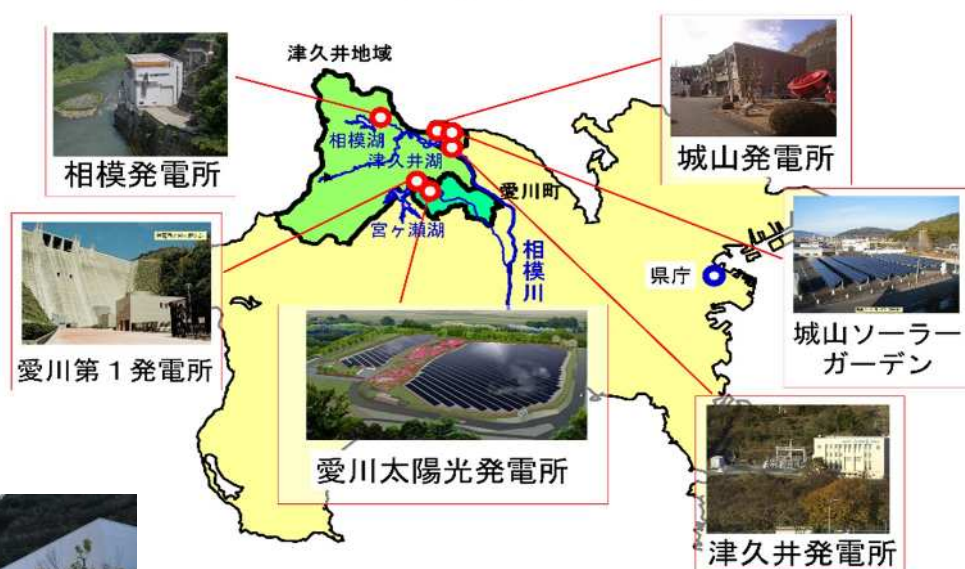 津久井地域
相模発電所
城山発電所
相模湖
津久井湖
愛川町
宮ヶ瀬湖
相模川
県庁
愛川第1発電所
城山ソーラー
ガーデン
愛川太陽光発電所
津久井発電所